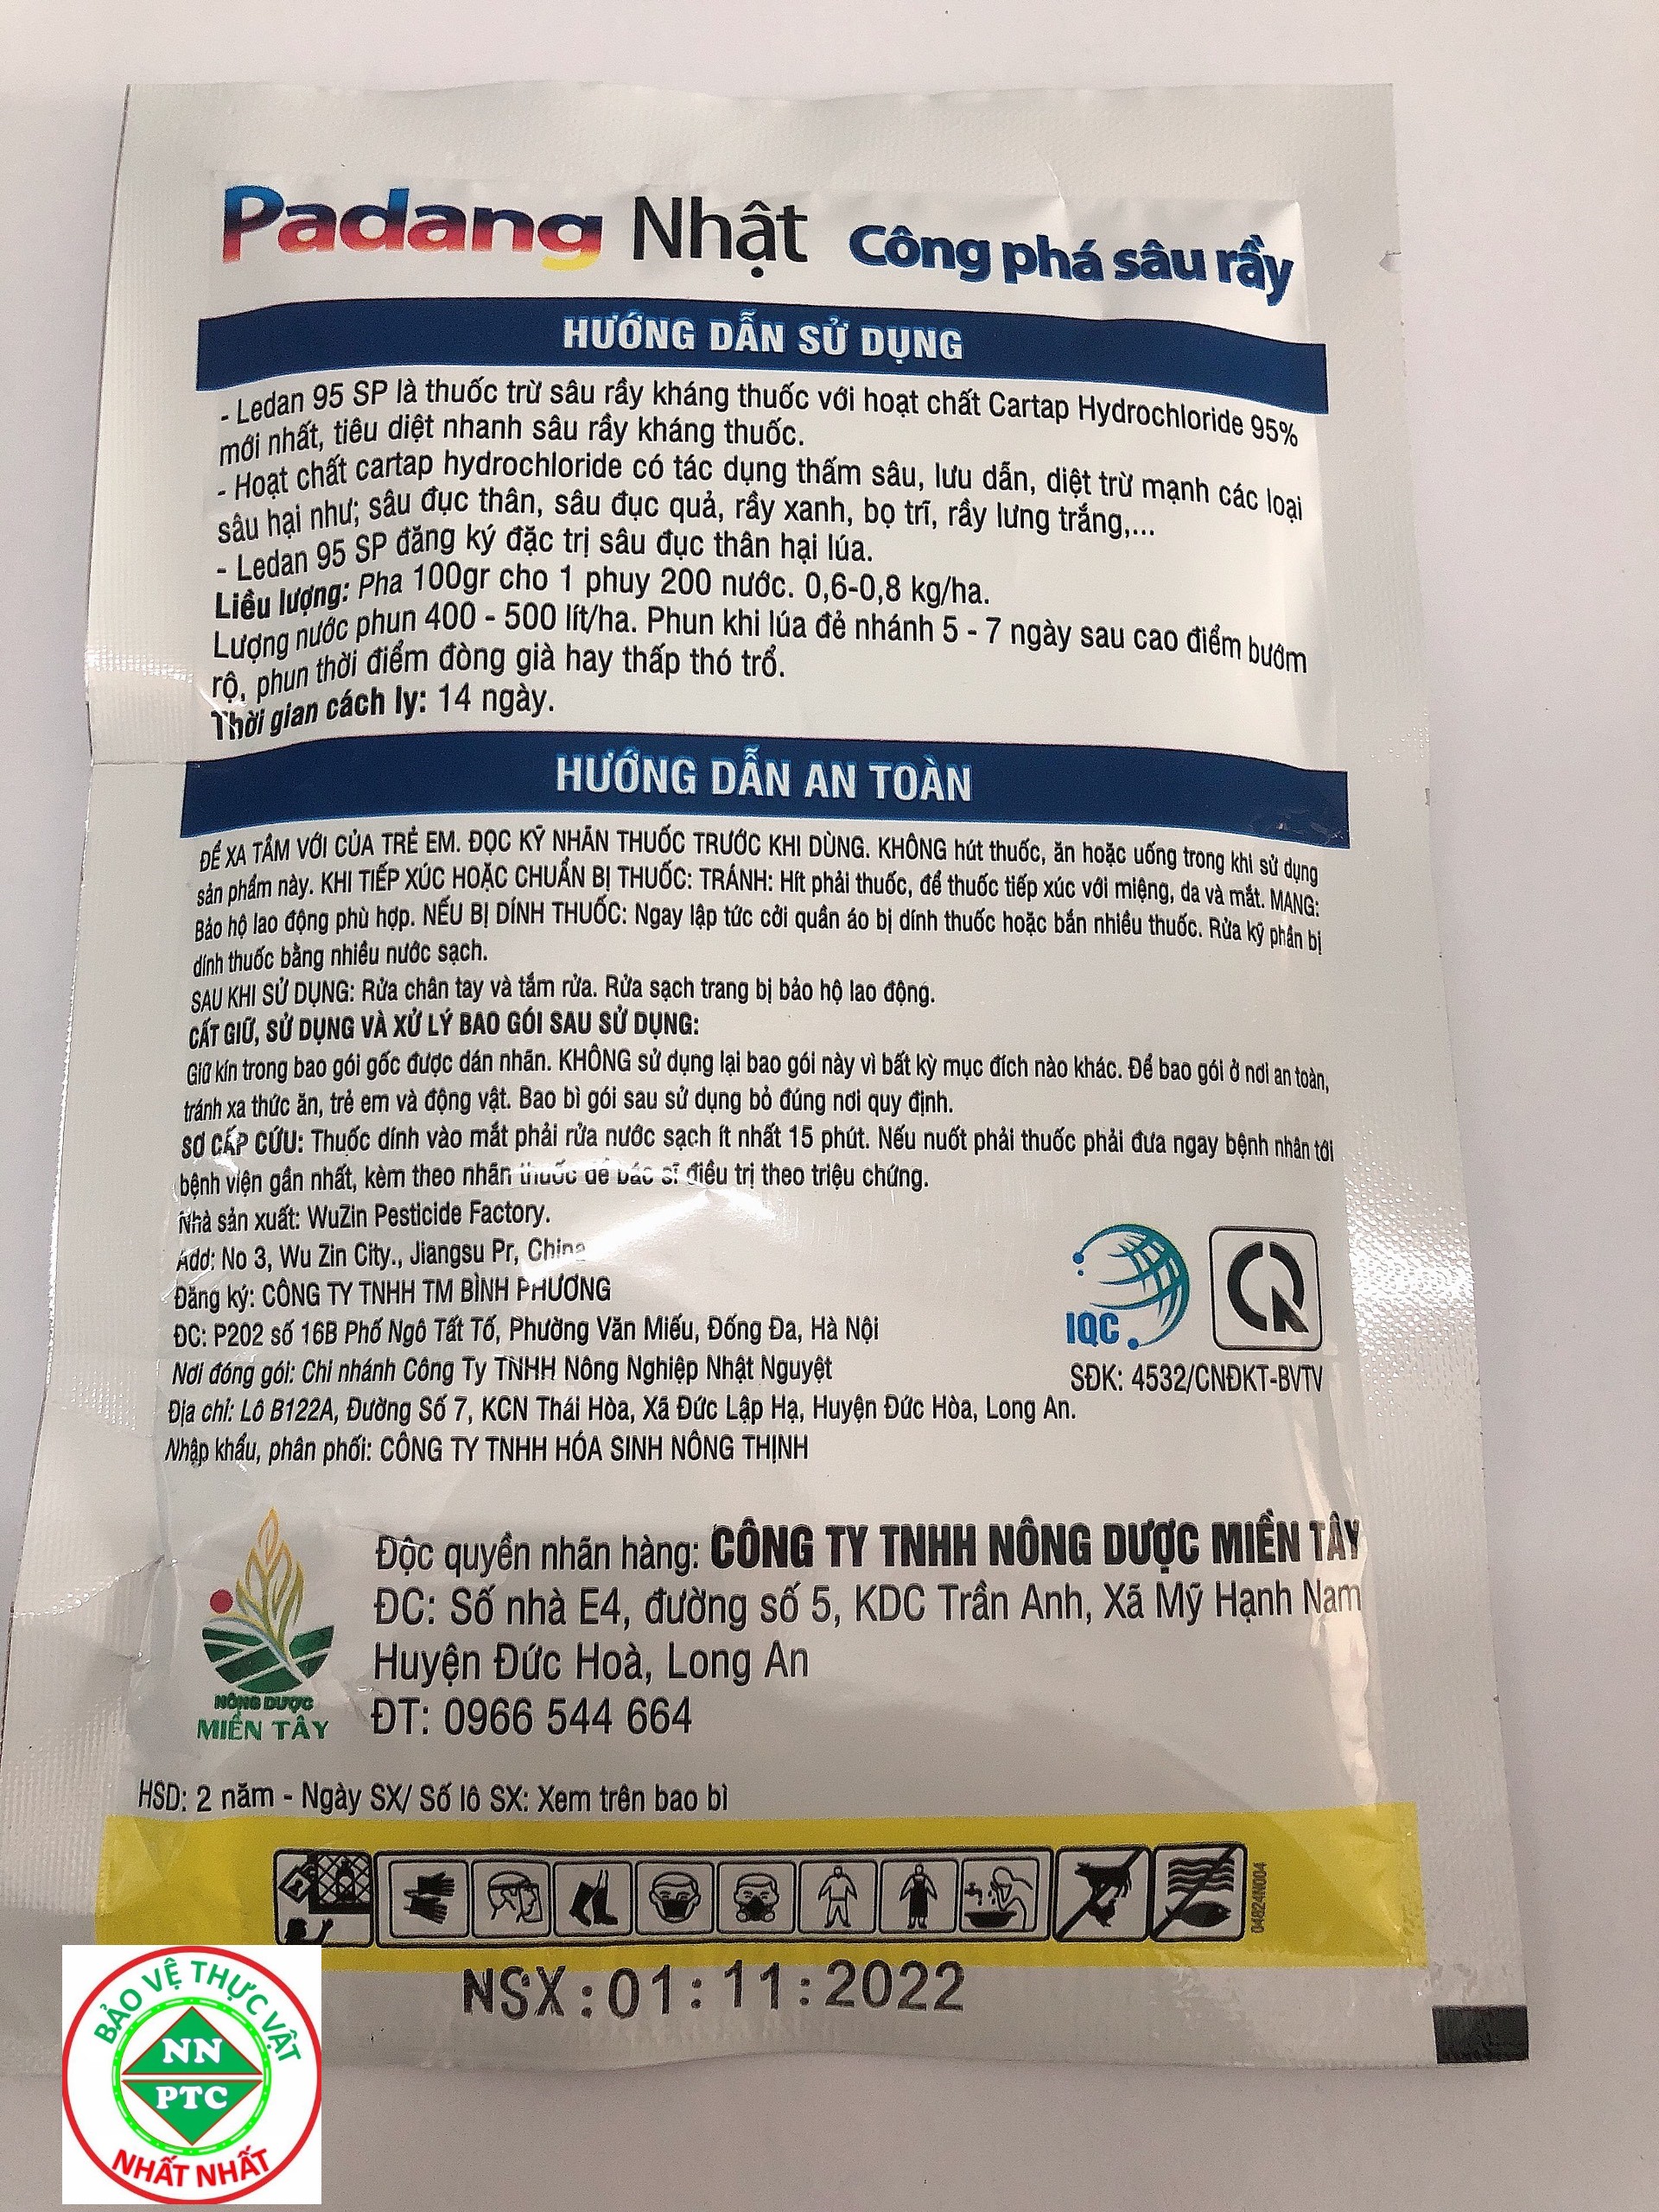 Padang Nhật Công phá sâu rầy
HƯỚNG DẪN SỬ DỤNG
- Ledan 95 SP là thuốc trừ sâu rầy kháng thuốc với hoạt chất Cartap Hydrochloride 95%
mới nhất, tiêu diệt nhanh sâu rầy kháng thuốc.
- Hoạt chất cartap hydrochloride có tác dụng thấm sâu, lưu dẫn, diệt trừ mạnh các loại
sâu hại như; sâu đục thân, sâu đục quả, rầy xanh, bọ trĩ, rầy lưng trắng,...
- Ledan 95 SP đăng ký đặc trị sâu đục thân hại lúa.
Liều lượng: Pha 100gr cho 1 phuy 200 nước. 0,6-0,8 kg/ha.
Lượng nước phun 400 - 500 lít/ha. Phun khi lúa đẻ nhánh 5 - 7 ngày sau cao điểm bướm
rộ, phun thời điểm đòng già hay thấp thó trổ.
Thời gian cách ly: 14 ngày.
HƯỚNG DẪN AN TOÀN
ĐỂ XA TẦM VỚI CỦA TRẺ EM. ĐỌC KỸ NHÃN THUỐC TRƯỚC KHI DÙNG. KHÔNG hút thuốc, ăn hoặc uống trong khi sử dụng
sản phẩm này. KHI TIẾP XÚC HOẶC CHUẨN BỊ THUỐC: TRÁNH: Hít phải thuốc, để thuốc tiếp xúc với miệng, da và mắt. MANG:
Bảo hộ lao động phù hợp. NẾU BỊ DÍNH THUỐC: Ngay lập tức cởi quần áo bị dính thuốc hoặc bắn nhiều thuốc. Rửa kỹ phần bị
dính thuốc bằng nhiều nước sạch.
SAU KHI SỬ DỤNG: Rửa chân tay và tắm rửa. Rửa sạch trang bị bảo hộ lao động.
CẤT GIỮ, SỬ DỤNG VÀ XỬ LÝ BAO GÓI SAU SỬ DỤNG:
Giữ kín trong bao gói gốc được dán nhãn. KHÔNG sử dụng lại bao gói này vì bất kỳ mục đích nào khác. Để bao gói ở nơi an toàn,
tránh xa thức ăn, trẻ em và động vật. Bao bì gói sau sử dụng bỏ đúng nơi quy định.
SƠ CẤP CỨU: Thuốc dính vào mắt phải rửa nước sạch ít nhất 15 phút. Nếu nuốt phải thuốc phải đưa ngay bệnh nhân tới
bệnh viện gần nhất, kèm theo nhãn thuốc để bác sĩ điều trị theo triệu chứng.
Nhà sản xuất: WuZin Pesticide Factory.
Add: No 3, Wu Zin City., Jiangsu Pr, China
Đăng ký: CÔNG TY TNHH TM BÌNH PHƯƠNG
ĐC: P202 số 16B Phố Ngô Tất Tố, Phường Văn Miếu, Đống Đa, Hà Nội
IQC
Nơi đóng gói: Chi nhánh Công Ty TNHH Nông Nghiệp Nhật Nguyệt
SĐK: 4532/CNĐKT-BVTV
Địa chỉ: Lô B122A, Đường Số 7, KCN Thái Hòa, Xã Đức Lập Hạ, Huyện Đức Hòa, Long An.
Nhập khẩu, phân phối: CÔNG TY TNHH HÓA SINH NÔNG THỊNH
Độc quyền nhãn hàng: CÔNG TY TNHH NÔNG DƯỢC MIỀN TÂY
ĐC: Số nhà E4, đường số 5, KDC Trần Anh, Xã Mỹ Hạnh Nam
Huyện Đức Hoà, Long An
ĐT: 0966 544 664
NÔNG DƯỢC
MIỀN TÂY
HSD: 2 năm - Ngày SX/ Số lô SX: Xem trên bao bì
04824N004
NSX:01:11:2022
BẢO VỆ THỰC VẬT
NN
PTC
NHẤT NHẤT